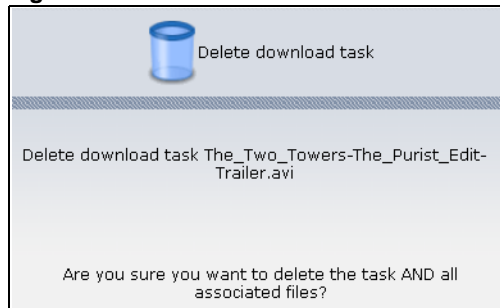 Delete download task
Delete download task The_Two_Towers-The_Purist_Edit-
Trailer.avi
Are you sure you want to delete the task AND all
associated files?